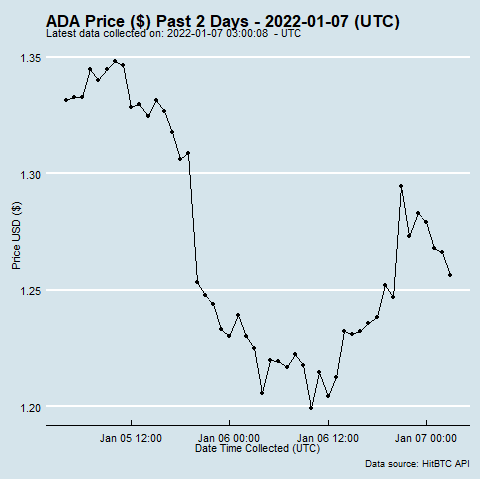 ADA Price ($) Past 2 Days - 2022-01-07 (UTC)
Latest data collected on: 2022-01-07 03:00:08 - UTC
1.35
1.30
1.25
1.20
Price USD ($)
Jan 05 12:00 Jan 06 00:00 Jan 06 12:00 Jan 07 00:00
Date Time Collected (UTC)
Data source: HitBTC API